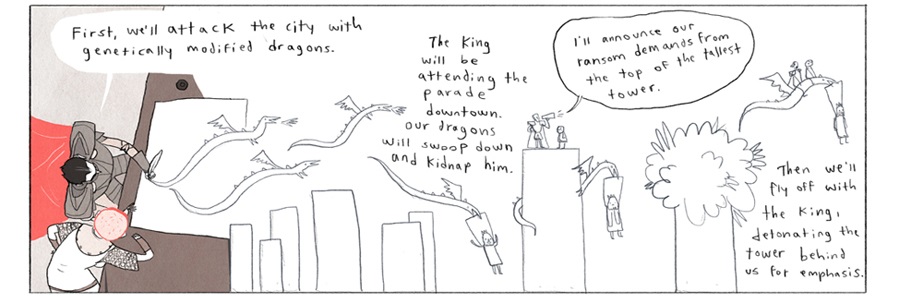 First, we'll attack the city with
genetically modified dragons.
The King
will be
attending the
parade
downtown.
our dragons
will swoop down
and kidnap him.
I'll announce our
ransom demands from
the top of the tallest
tower.
Then we'll
fly off with
the King,
detonating the
tower behind
us for emphasis.